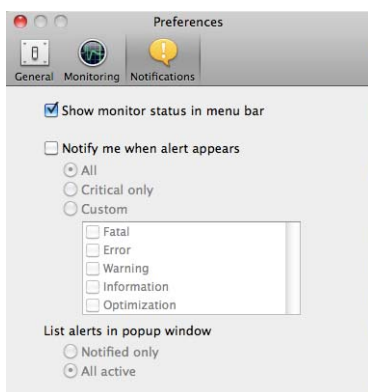 Preferences
General Monitoring Notifications
Show monitor status in menu bar
Notify me when alert appears
All
Critical only
Custom
Fatal
Error
Warning
Information
Optimization
List alerts in popup window
Notified only
All active